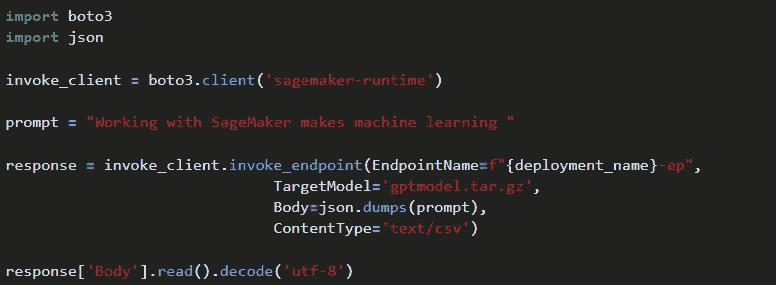 import boto3
import json
invoke_client = boto3.client('sagemaker-runtime')
prompt = "Working with SageMaker makes machine learning "
response = invoke_client.invoke_endpoint(EndpointName=f"{deployment_name}-ep",
TargetModel='gptmodel.tar.gz',
Body=json.dumps(prompt),
ContentType='text/csv')
response['Body'].read().decode('utf-8')